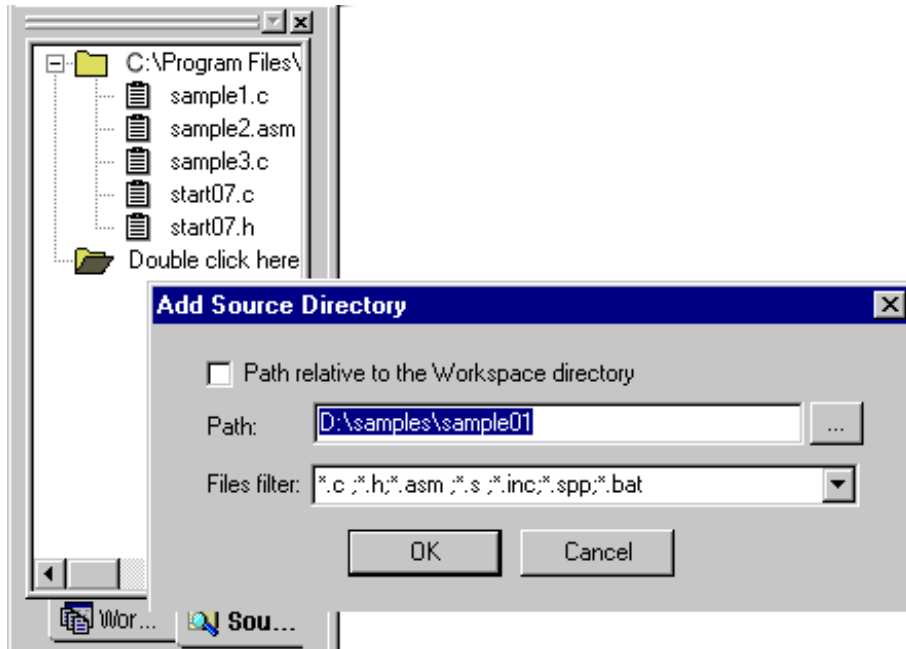 C:\Program Files\
sample1.c
sample2.asm
sample3.c
start07.c
start07.h
Double click here
Add Source Directory
Path relative to the Workspace directory
Path: D:\samples\sample01 ...
Files filter: *.c ;*.h;*.asm ;*.s ;*.inc;*.spp;*.bat
OK Cancel
Wor... Sou...